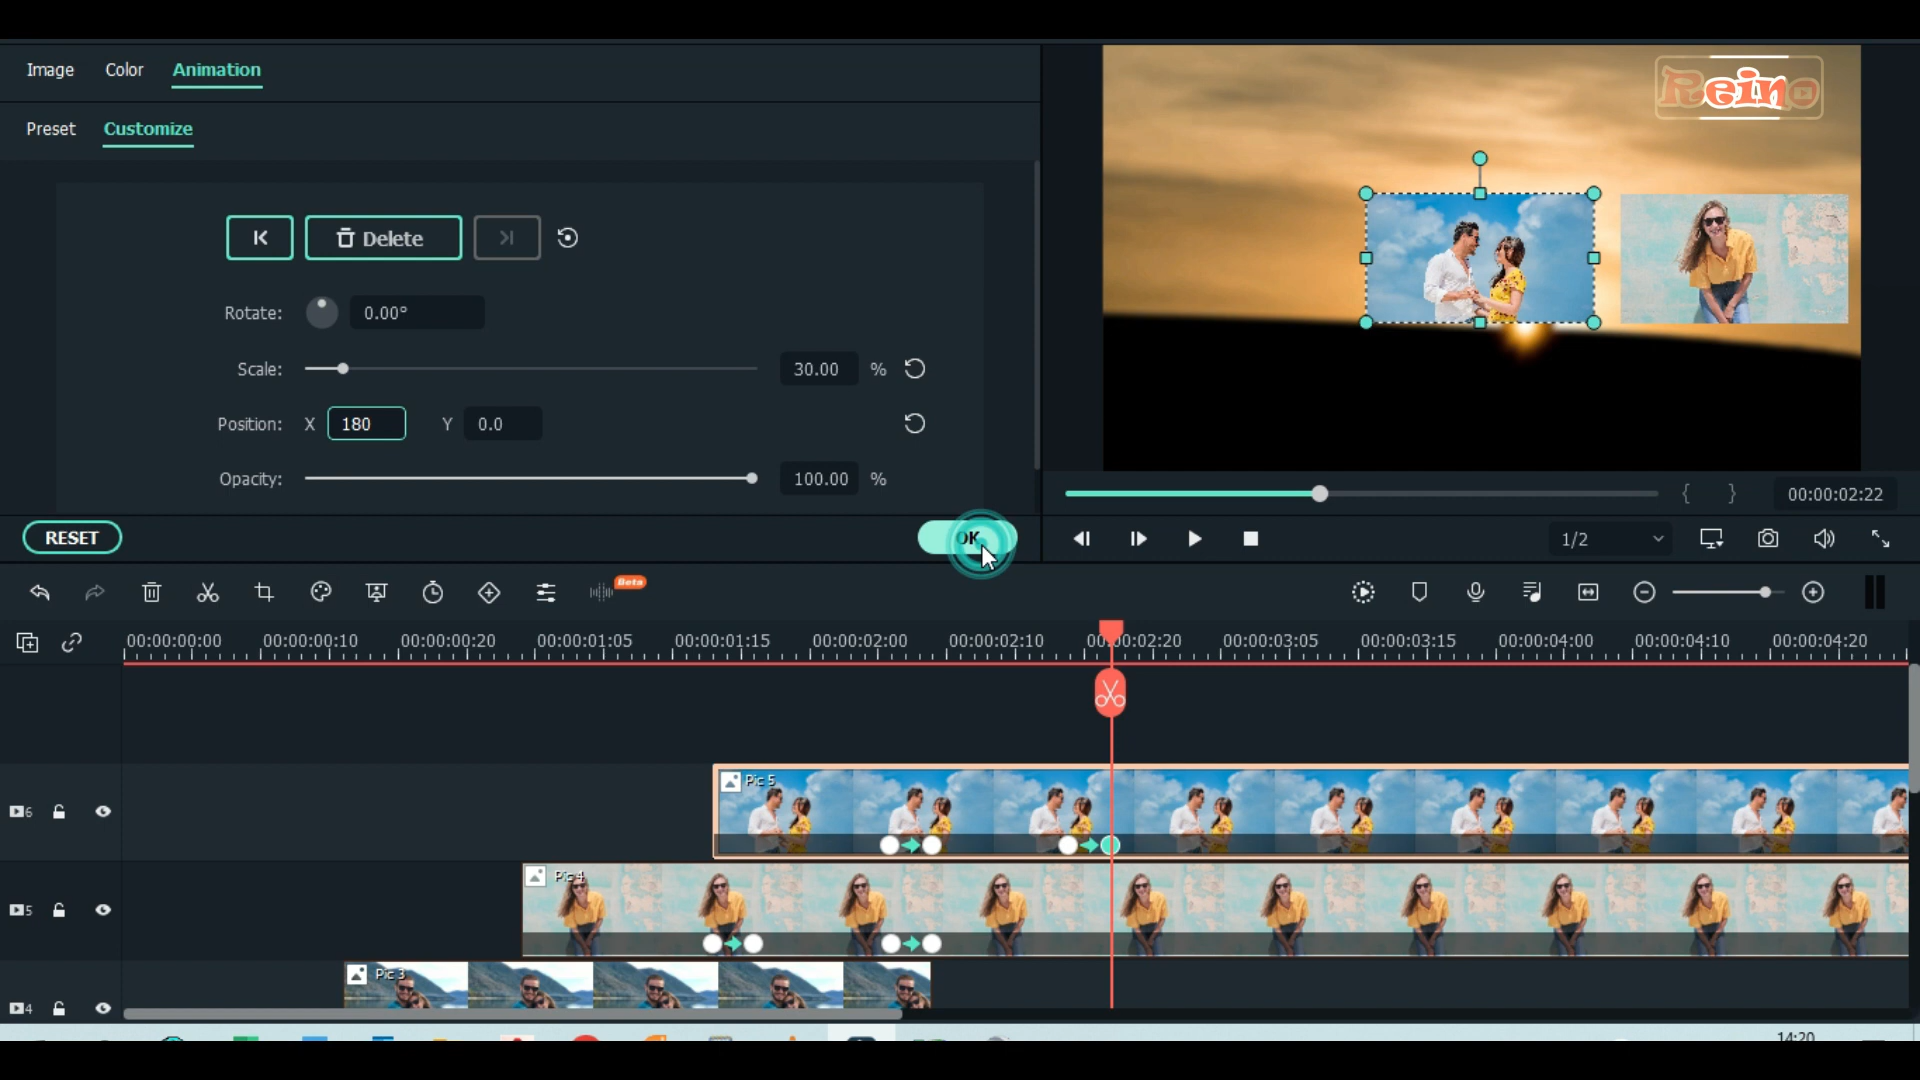 Image Color Animation
Reino
Preset Customize
Delete
Rotate: 0.00°
Scale: 30.00 %
Position: X 180 Y 0.0
Opacity: 100.00 %
00:00:02:22
RESET OK
1/2
Beta
00:00:00:00 00:00:00:10 00:00:00:20 00:00:01:05 00:00:01:15 00:00:02:00 00:00:02:10 00:00:02:20 00:00:03:05 00:00:03:15 00:00:04:00 00:00:04:10 00:00:04:20
Pic 5
6
Pic 4
5
Pic 3
4
14:20